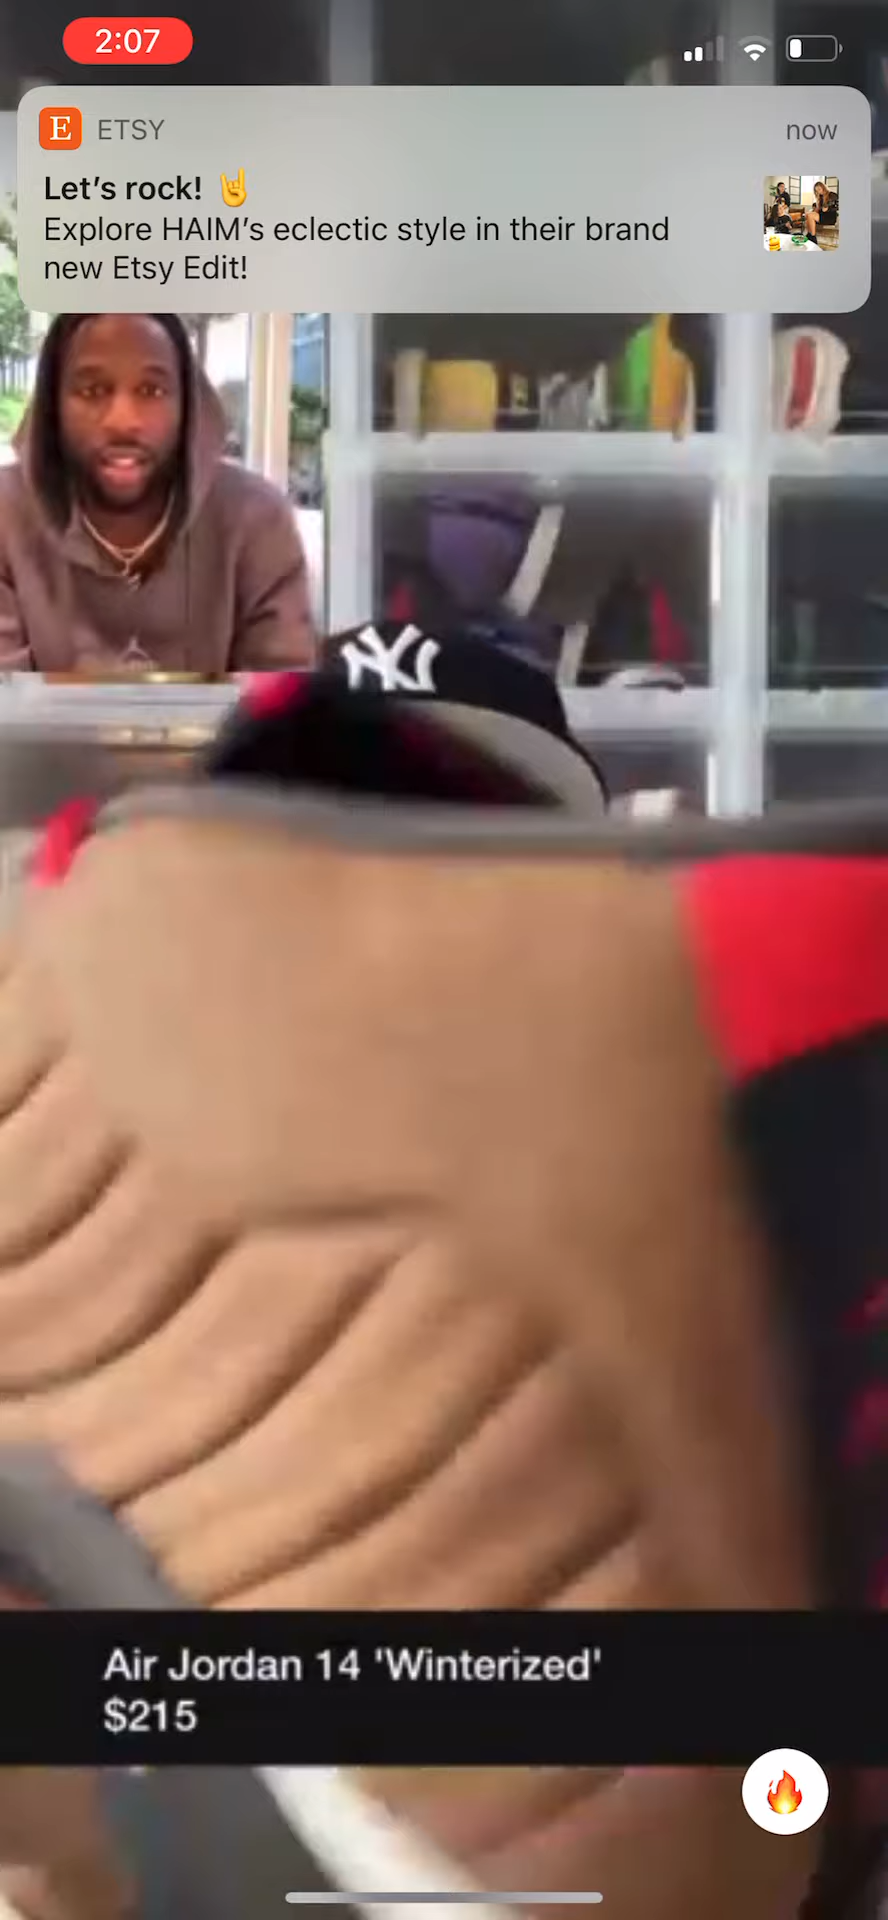 2:07
E ETSY now
Let's rock! 🤘
Explore HAIM's eclectic style in their brand
new Etsy Edit!
NY
Air Jordan 14 'Winterized'
$215